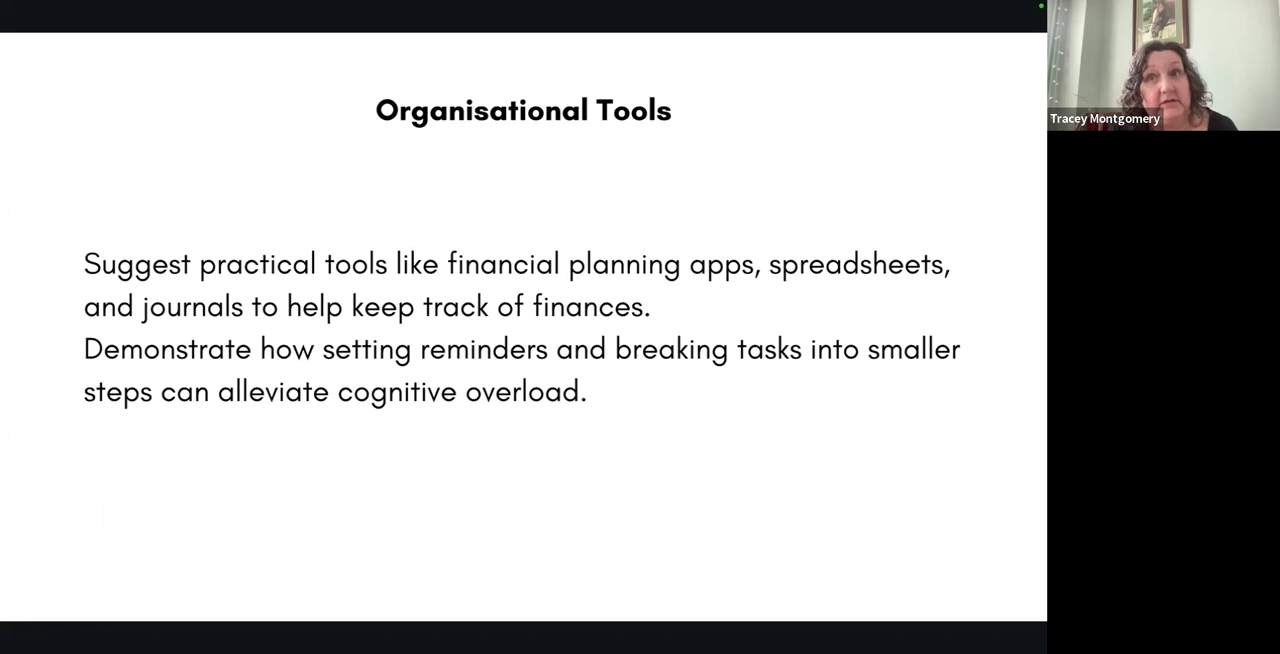 Organisational Tools
Suggest practical tools like financial planning apps, spreadsheets,
and journals to help keep track of finances.
Demonstrate how setting reminders and breaking tasks into smaller
steps can alleviate cognitive overload.
Tracey Montgomery